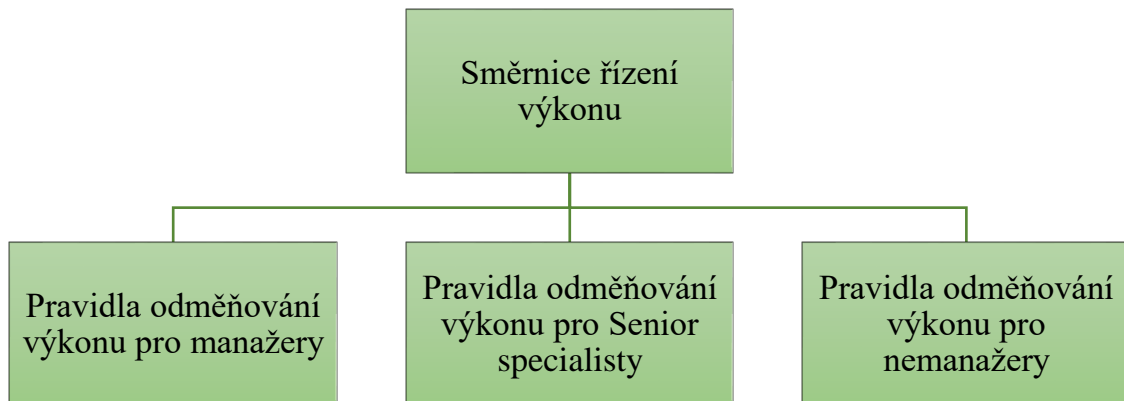 Směrnice řízení
výkonu
Pravidla odměňování
výkonu pro manažery
Pravidla odměňování
výkonu pro Senior
specialisty
Pravidla odměňování
výkonu pro
nemanažery